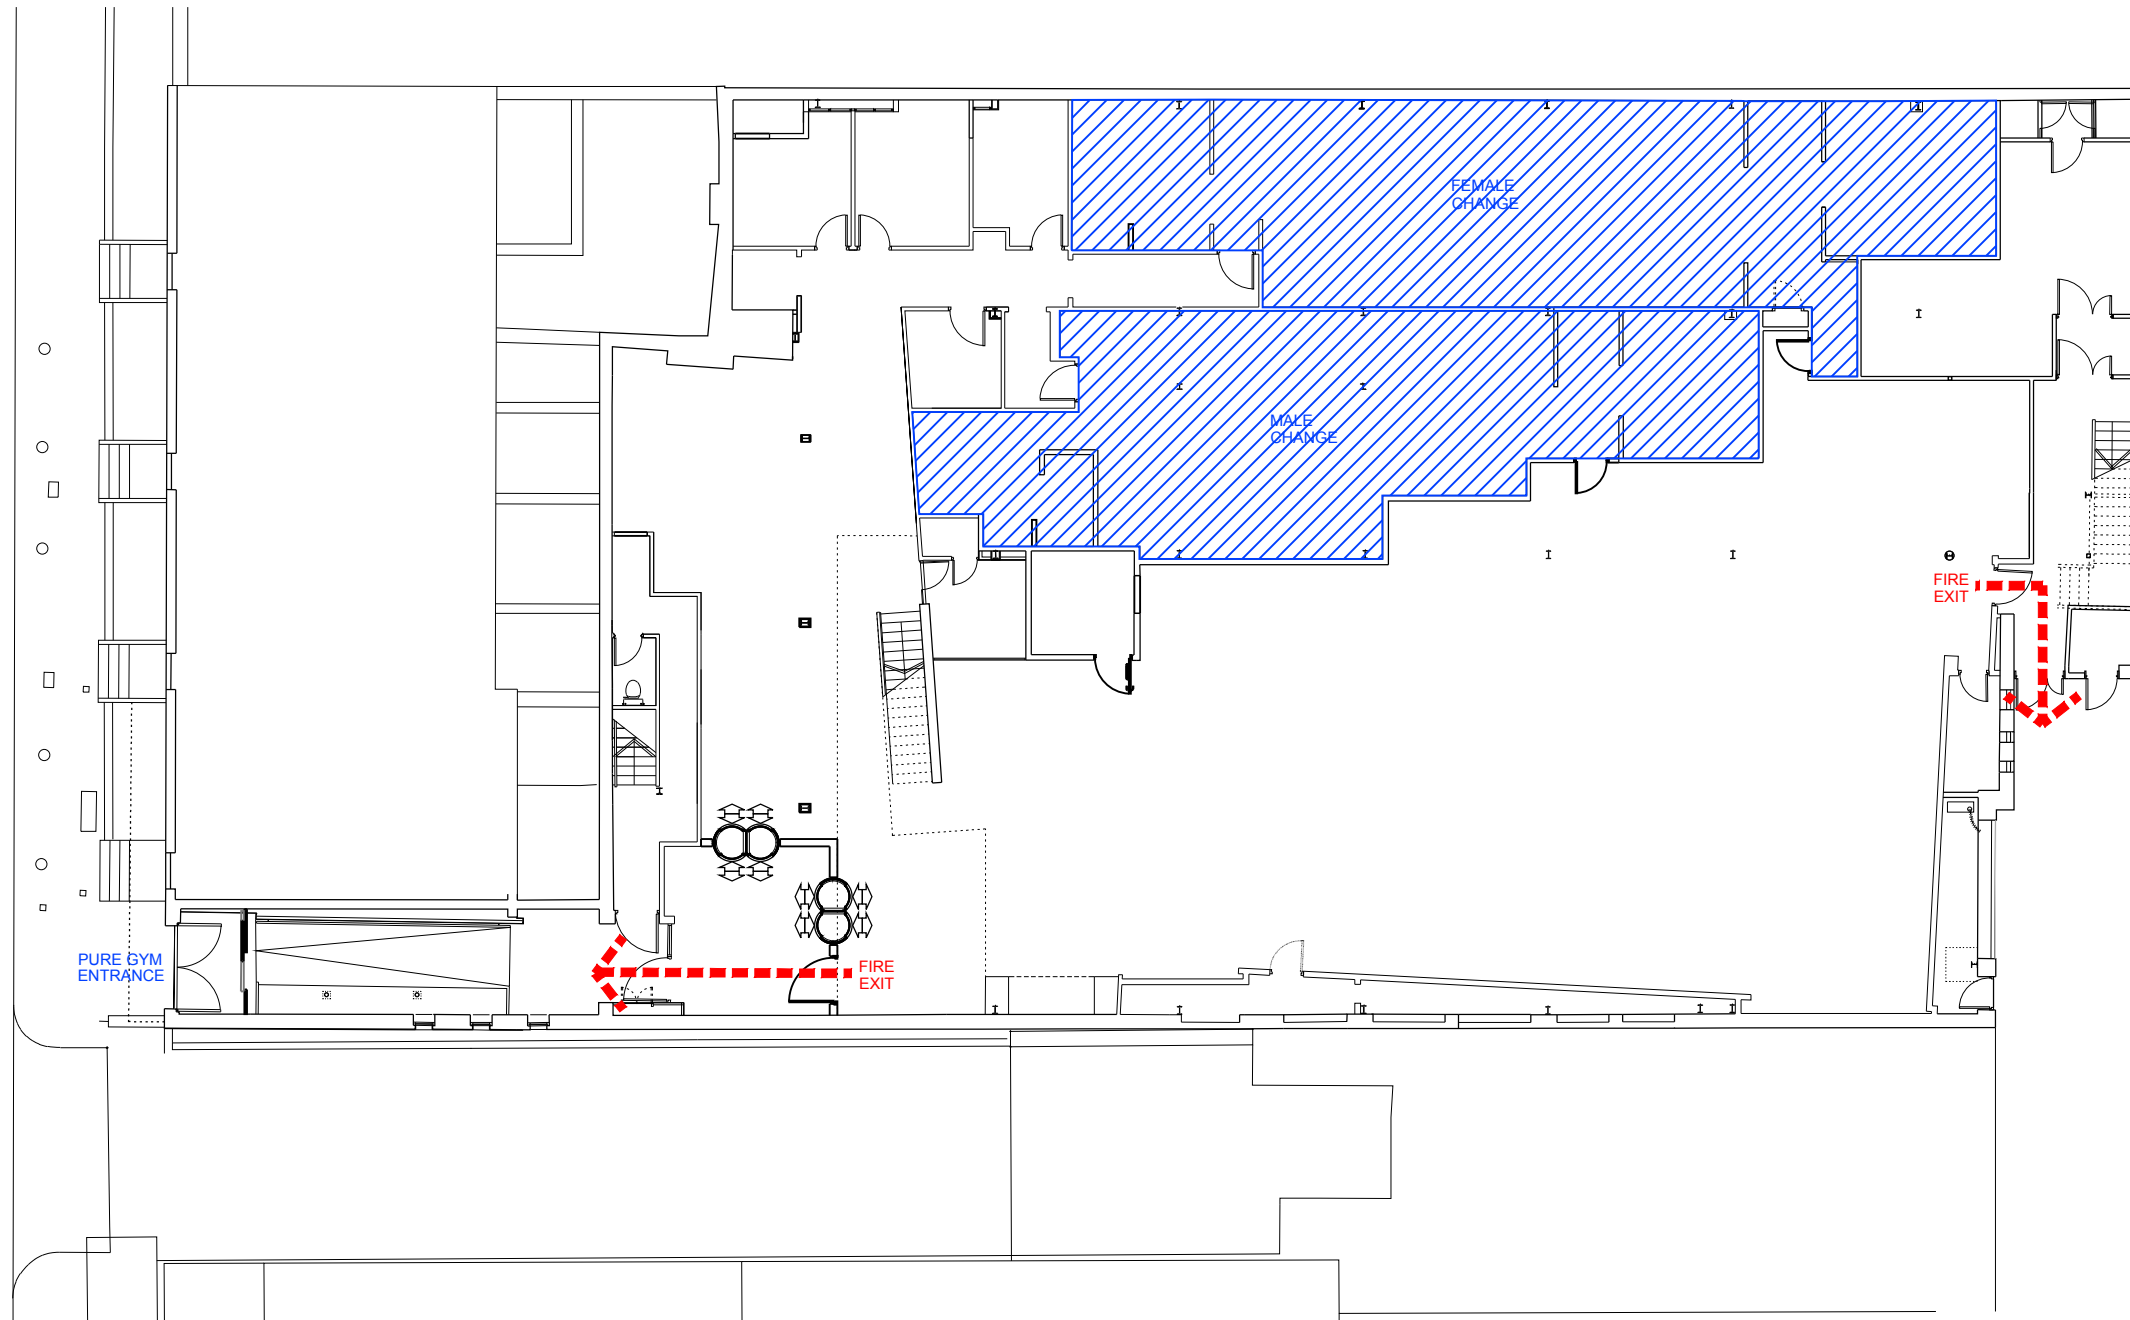 FEMALE
CHANGE
MALE
CHANGE
FIRE
EXIT
PURE GYM
ENTRANCE
FIRE
EXIT